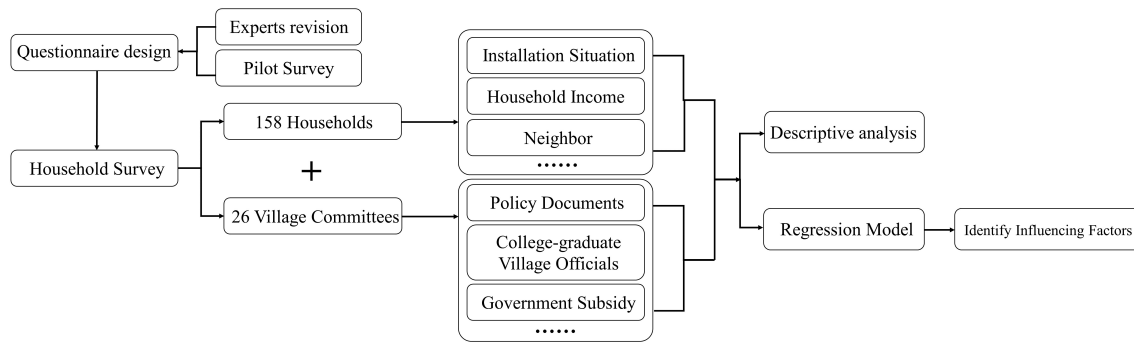 Experts revision
Questionnaire design
Pilot Survey
Household Survey
158 Households
+
26 Village Committees
Installation Situation
Household Income
Neighbor
......
Policy Documents
College-graduate
Village Officials
Government Subsidy
......
Descriptive analysis
Regression Model
Identify Influencing Factors